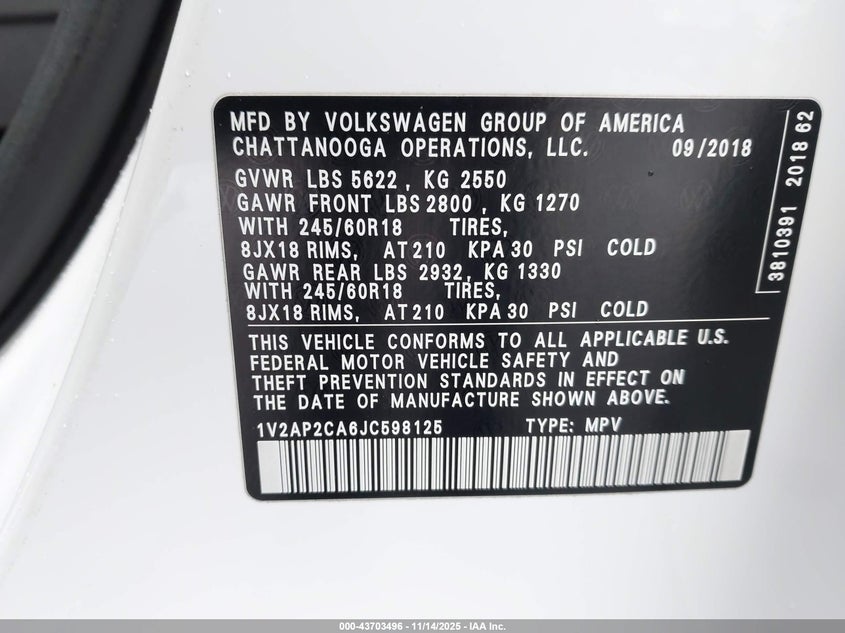 MFD BY VOLKSWAGEN GROUP OF AMERICA
CHATTANOOGA OPERATIONS, LLC. 09/2018
GVWR LBS 5622 , KG 2550
GAWR FRONT LBS 2800 , KG 1270
WITH 245/60R18 TIRES,
8JX18 RIMS, AT 210 KPA 30 PSI COLD
GAWR REAR LBS 2932, KG 1330
WITH 245/60R18 TIRES,
8JX18 RIMS, AT 210 KPA 30 PSI COLD
THIS VEHICLE CONFORMS TO ALL APPLICABLE U.S.
FEDERAL MOTOR VEHICLE SAFETY AND
THEFT PREVENTION STANDARDS IN EFFECT ON
THE DATE OF MANUFACTURE SHOWN ABOVE.
1V2AP2CA6JC598125 TYPE: MPV
3810391 2018 62
000-43703496 - 11/14/2025 - IAA Inc.